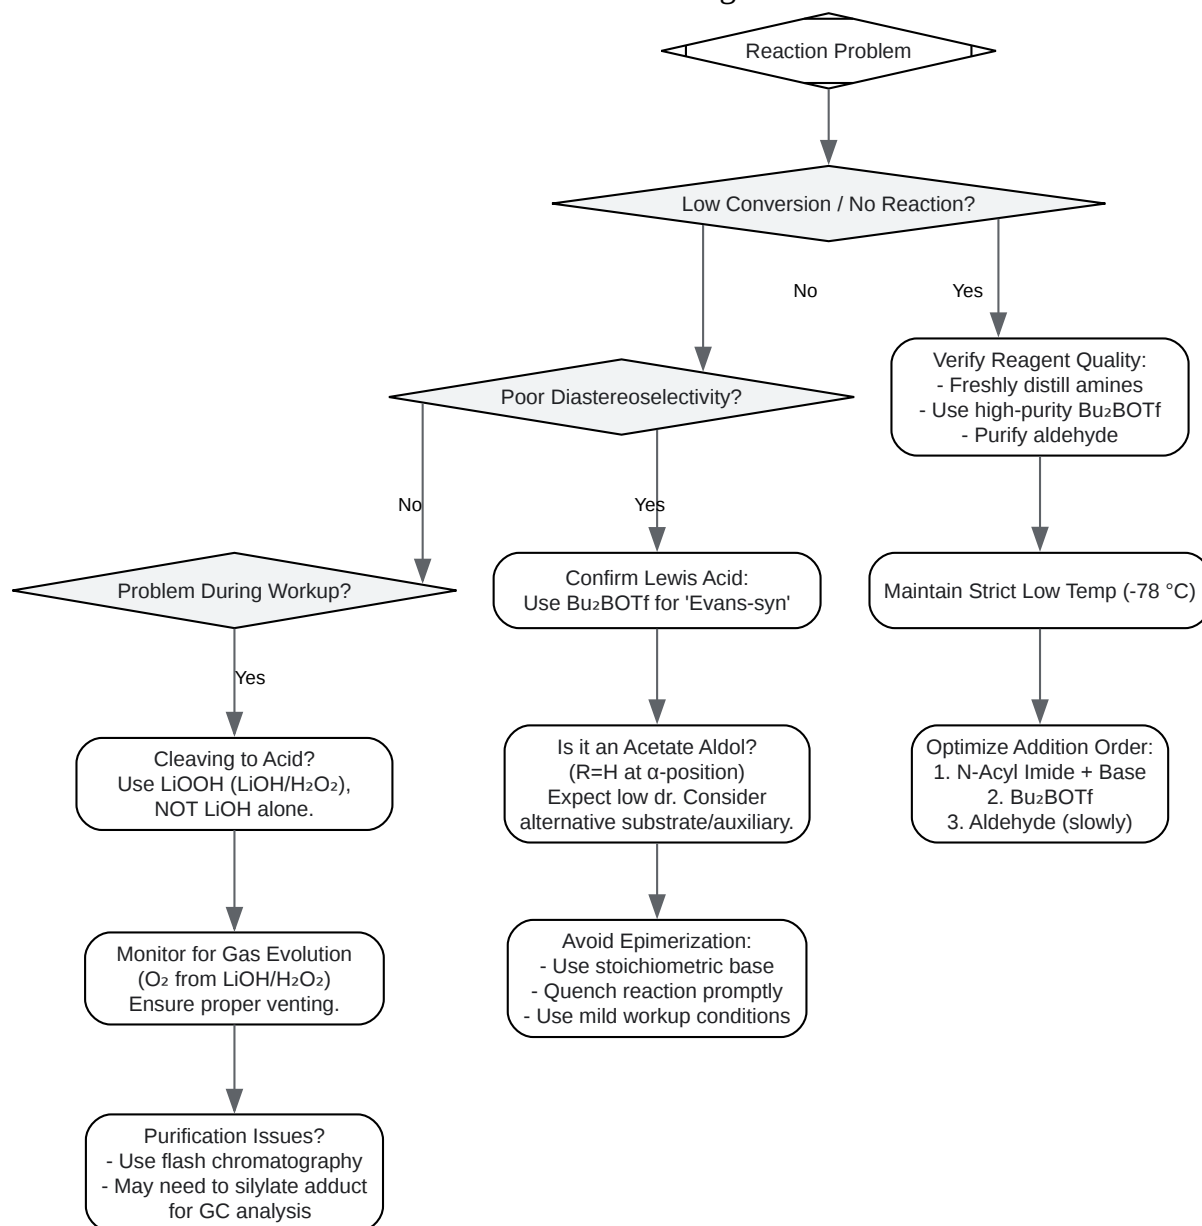 Reaction Problem
Low Conversion / No Reaction?
No
Yes
Poor Diastereoselectivity?
Verify Reagent Quality:
- Freshly distill amines
- Use high-purity Bu₂BOTf
- Purify aldehyde
No
Yes
Problem During Workup?
Confirm Lewis Acid:
Use Bu₂BOTf for 'Evans-syn'
Maintain Strict Low Temp (-78 °C)
Yes
Cleaving to Acid?
Use LiOOH (LiOH/H₂O₂),
NOT LiOH alone.
Is it an Acetate Aldol?
(R=H at α-position)
Expect low dr. Consider
alternative substrate/auxiliary.
Optimize Addition Order:
1. N-Acyl Imide + Base
2. Bu₂BOTf
3. Aldehyde (slowly)
Monitor for Gas Evolution
(O₂ from LiOH/H₂O₂)
Ensure proper venting.
Avoid Epimerization:
- Use stoichiometric base
- Quench reaction promptly
- Use mild workup conditions
Purification Issues?
- Use flash chromatography
- May need to silylate adduct
for GC analysis